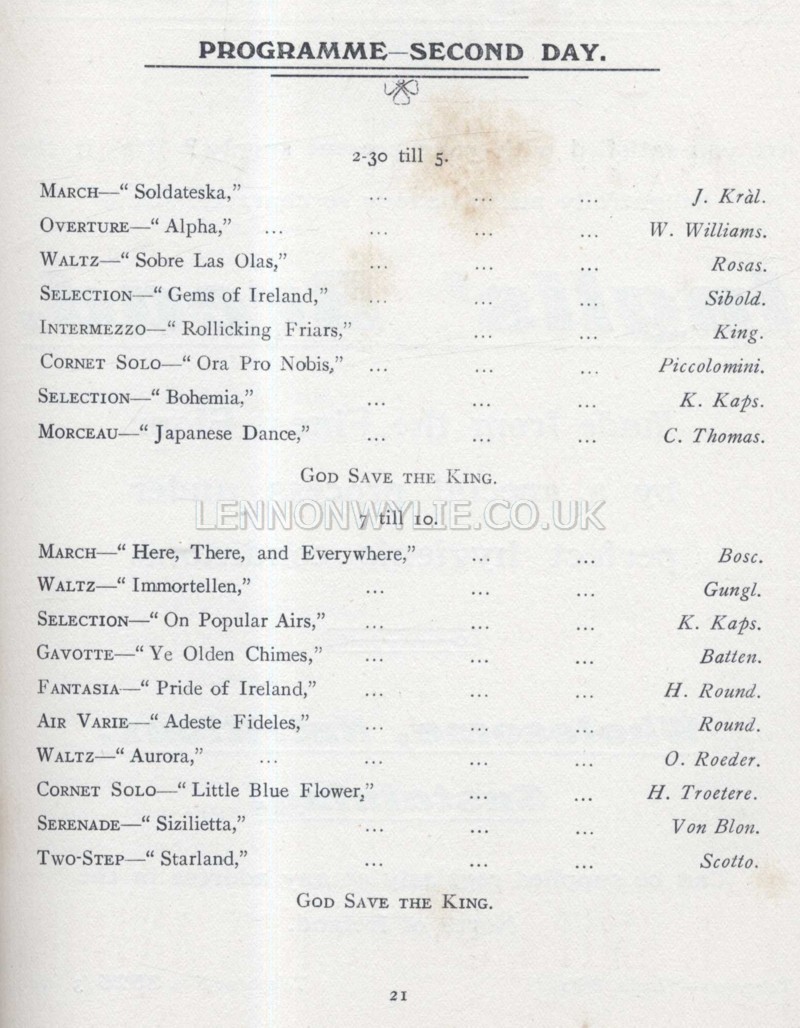 PROGRAMME—SECOND DAY.
2-30 till 5.
MARCH—“ Soldateska,” ... ... ... J. Kràl.
OVERTURE—“ Alpha,” ... ... ... ... W. Williams.
WALTZ—“ Sobre Las Olas,” ... ... ... Rosas.
SELECTION—“ Gems of Ireland,” ... ... ... Sibold.
INTERMEZZO—“ Rollicking Friars,” ... ... King.
CORNET SOLO—“ Ora Pro Nobis,” ... ... ... Piccolomini.
SELECTION—“ Bohemia,” ... ... ... K. Kaps.
MORCEAU—“ Japanese Dance,” ... ... ... C. Thomas.
GOD SAVE THE KING.
LENNONWYLIE.CO.UK
7 till 10.
MARCH—“ Here, There, and Everywhere,” ... ... Bosc.
WALTZ—“ Immortellen,” ... ... ... Gungl.
SELECTION—“ On Popular Airs,” ... ... ... K. Kaps.
GAVOTTE—“ Ye Olden Chimes,” ... ... ... Batten.
FANTASIA—“ Pride of Ireland,” ... ... ... H. Round.
AIR VARIE—“ Adeste Fideles,” ... ... ... Round.
WALTZ—“ Aurora,” ... ... ... ... O. Roeder.
CORNET SOLO—“ Little Blue Flower,” ... ... H. Troetere.
SERENADE—“ Sizilietta,” ... ... ... Von Blon.
TWO-STEP—“ Starland,” ... ... ... Scotto.
GOD SAVE THE KING.
21